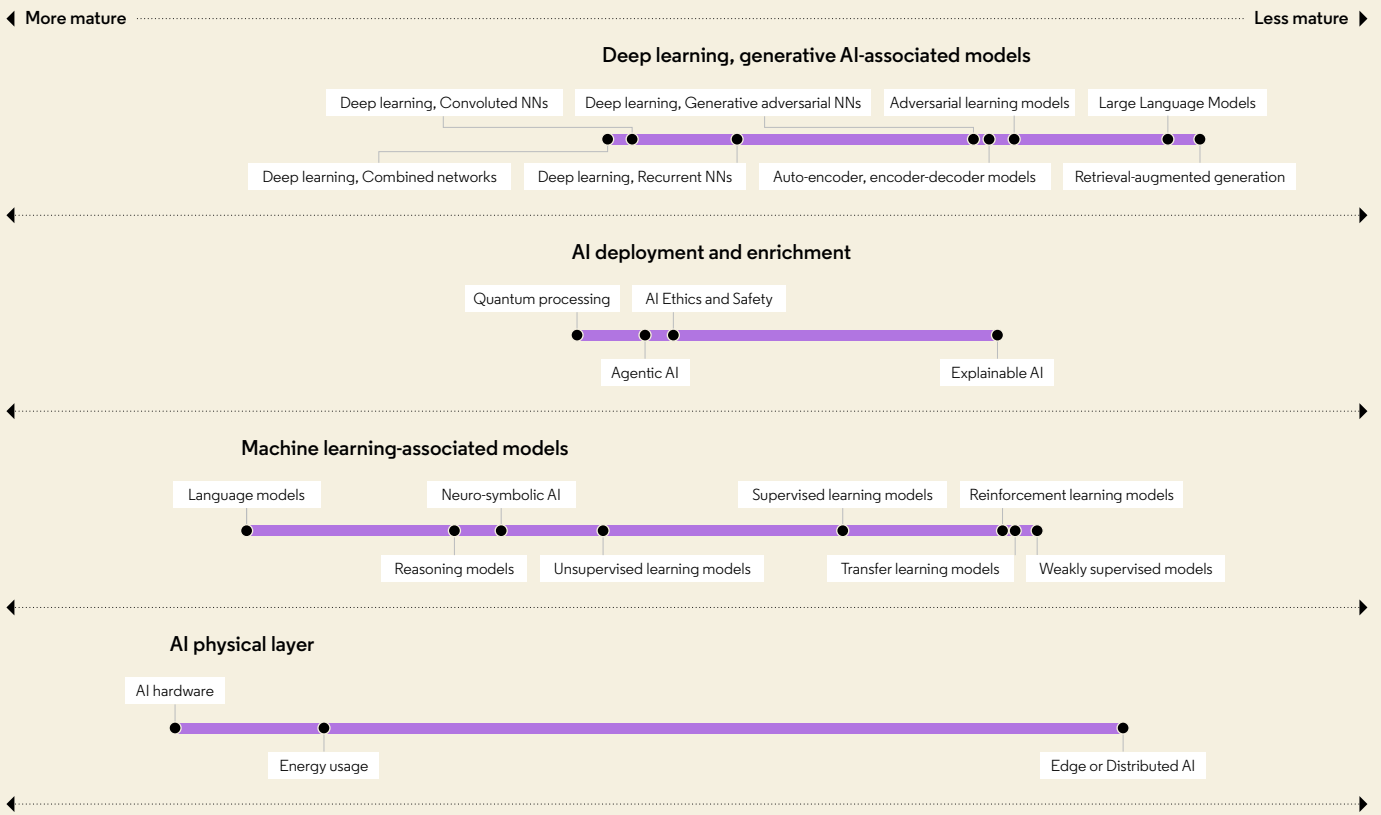 More mature
Less mature
Deep learning, generative AI-associated models
Deep learning, Convoluted NNs
Deep learning, Generative adversarial NNs
Adversarial learning models
Large Language Models
Deep learning, Combined networks
Deep learning, Recurrent NNs
Auto-encoder, encoder-decoder models
Retrieval-augmented generation
AI deployment and enrichment
Quantum processing
AI Ethics and Safety
Agentic AI
Explainable AI
Machine learning-associated models
Language models
Neuro-symbolic AI
Supervised learning models
Reinforcement learning models
Reasoning models
Unsupervised learning models
Transfer learning models
Weakly supervised models
AI physical layer
AI hardware
Energy usage
Edge or Distributed AI